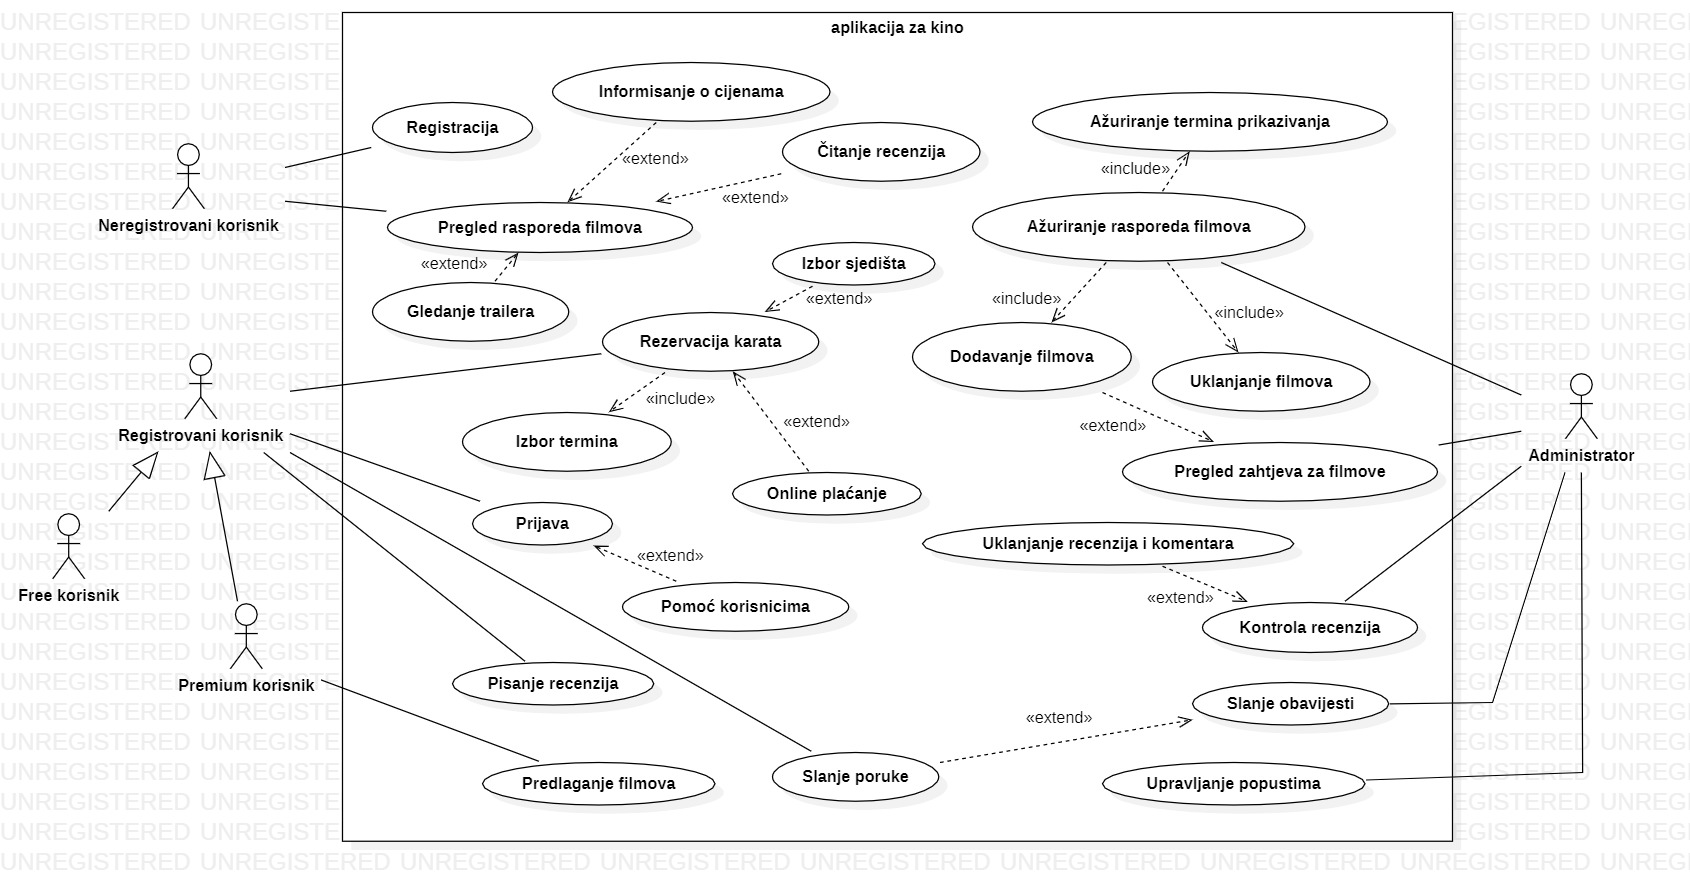 aplikacija za kino
Informisanje o cijenama
Registracija
Ažuriranje termina prikazivanja
Čitanje recenzija
«extend»
«include»
«extend»
Neregistrovani korisnik
Pregled rasporeda filmova
Ažuriranje rasporeda filmova
«extend»
Izbor sjedišta
«extend»
«include»
Gledanje trailera
«include»
Rezervacija karata
Dodavanje filmova
Uklanjanje filmova
«include»
«extend»
«extend»
Registrovani korisnik
Izbor termina
Administrator
Pregled zahtjeva za filmove
Online plaćanje
Prijava
Uklanjanje recenzija i komentara
«extend»
Free korisnik
«extend»
Pomoć korisnicima
Kontrola recenzija
Premium korisnik
Pisanje recenzija
Slanje obavijesti
«extend»
Slanje poruke
Predlaganje filmova
Upravljanje popustima
UNREGISTERED UNREGISTERED UNREGISTERED UNREGISTERED UNREGISTERED UNREGISTERED UNREGISTERED UNREGISTERED